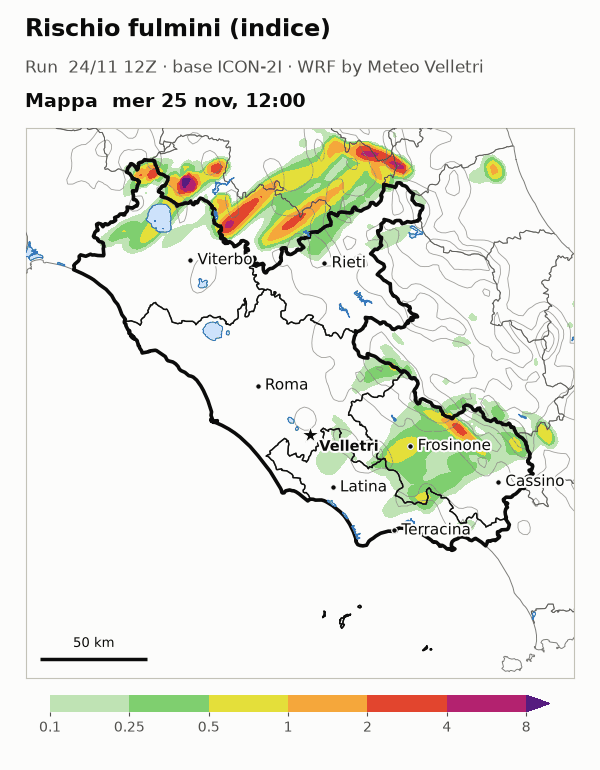 Rischio fulmini (indice)
Run 24/11 12Z · base ICON-2I · WRF by Meteo Velletri
Mappa mer 25 nov, 12:00
Viterbo
Rieti
Roma
Velletri
Frosinone
Latina
Cassino
Terracina
50 km
0.1 0.25 0.5 1 2 4 8